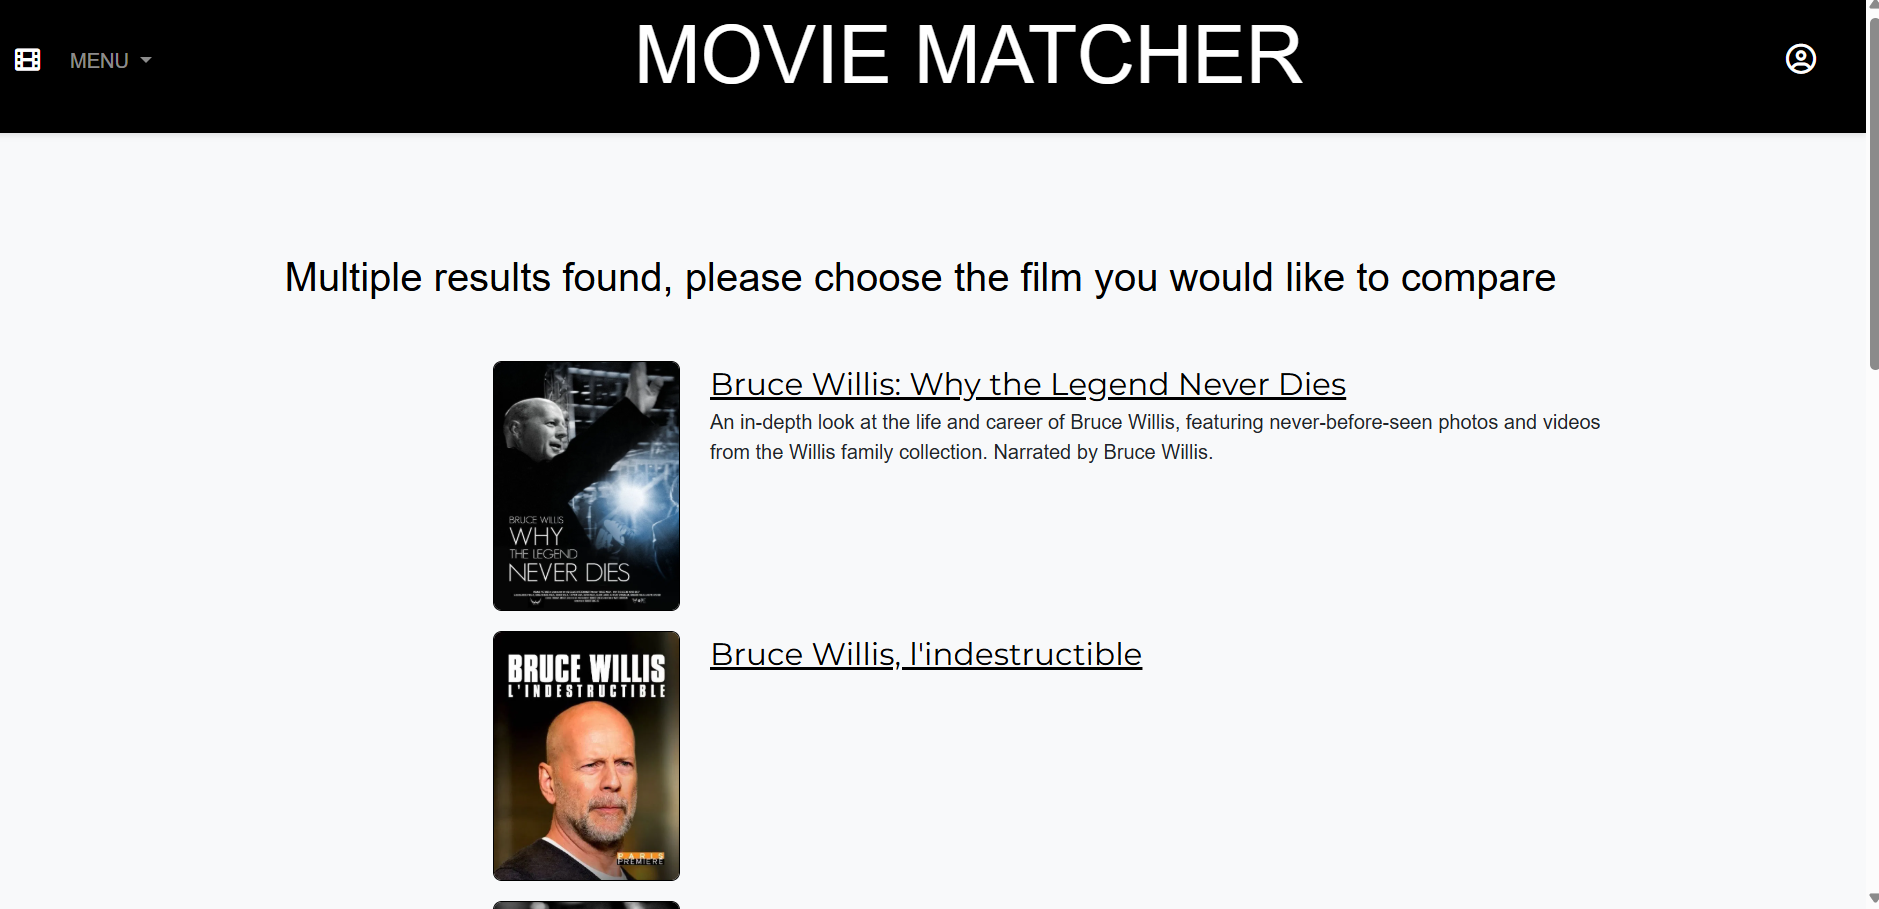 MENU
MOVIE MATCHER
Multiple results found, please choose the film you would like to compare
BRUCE WILLIS
WHY
THE LEGEND
NEVER DIES
Bruce Willis: Why the Legend Never Dies
An in-depth look at the life and career of Bruce Willis, featuring never-before-seen photos and videos
from the Willis family collection. Narrated by Bruce Willis.
BRUCE WILLIS
L'INDESTRUCTIBLE
PARIS
PREMIERE
Bruce Willis, l'indestructible